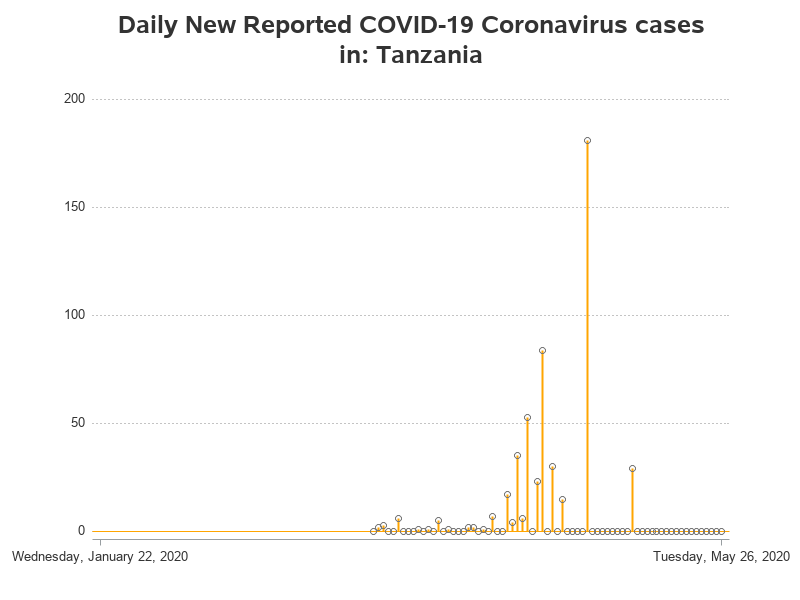 Daily New Reported COVID-19 Coronavirus cases
in: Tanzania
200
150
100
50
0
Wednesday, January 22, 2020
Tuesday, May 26, 2020